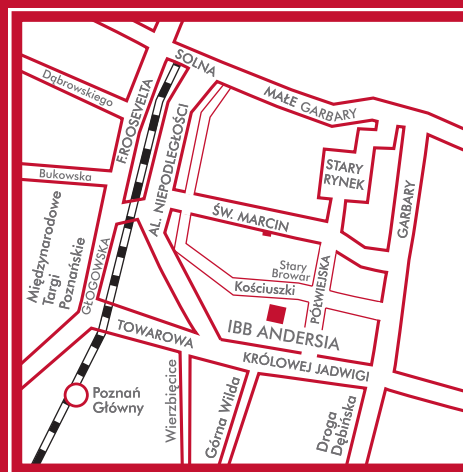 SOLNA
Dąbrowskiego
F.ROOSEVELTA
MAŁE GARBARY
AL. NIEPODLEGŁOŚCI
STARY
RYNEK
Bukowska
GARBARY
ŚW. MARCIN
Międzynarodowe
Targi
Poznańskie
GŁOGOWSKA
Stary
Browar
PÓŁWIEJSKA
Kościuszki
IBB ANDERSIA
TOWAROWA
KRÓLOWEJ JADWIGI
Poznań
Główny
Wierzbięcice
Górna Wilda
Droga
Dębińska